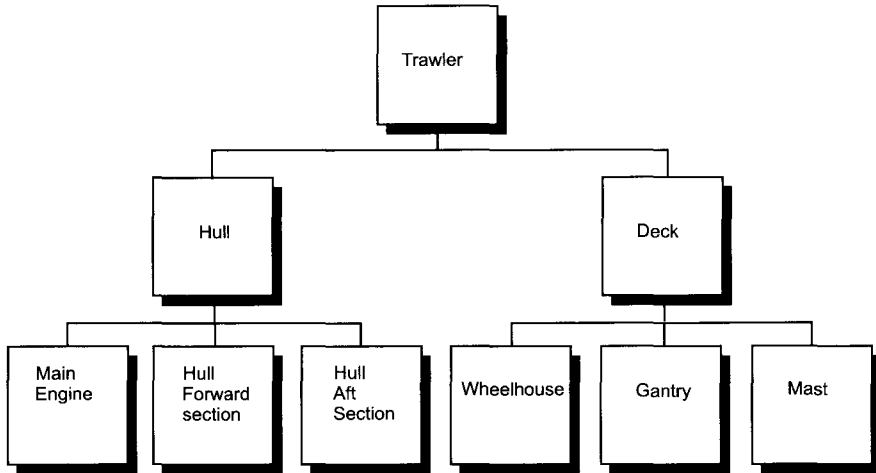 Trawler
Hull
Deck
Main
Engine
Hull
Forward
section
Hull
Aft
Section
Wheelhouse
Gantry
Mast